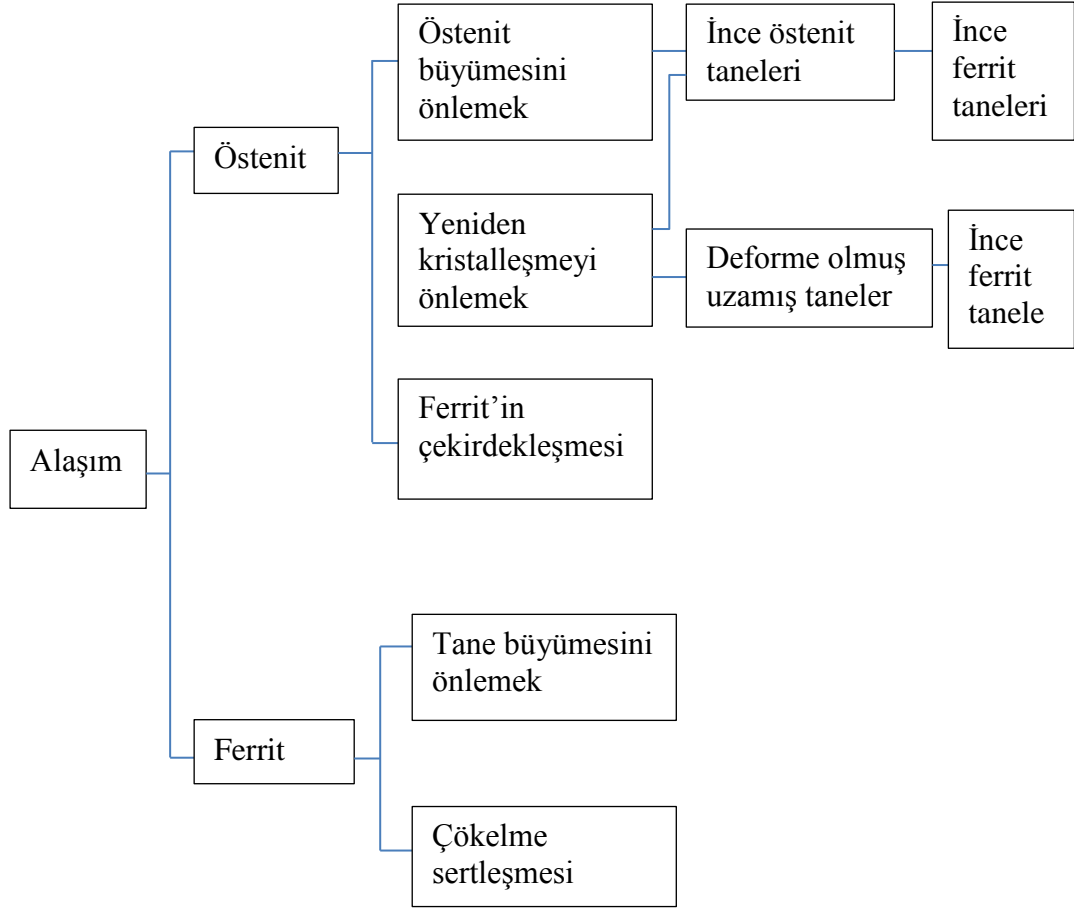 Alaşım
Östenit
Östenit
büyümesini
önlemek
İnce östenit
taneleri
İnce
ferrit
taneleri
Yeniden
kristalleşmeyi
önlemek
Deforme olmuş
uzamış taneler
İnce
ferrit
tanele
Ferrit’in
çekirdekleşmesi
Ferrit
Tane büyümesini
önlemek
Çökelme
sertleşmesi